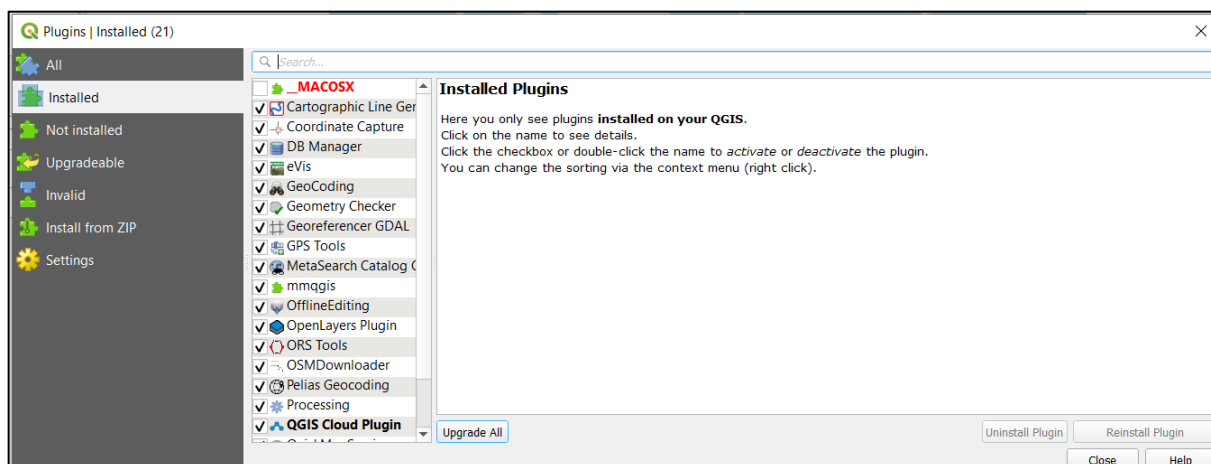 Plugins | Installed (21)
All
Installed
Not installed
Upgradeable
Invalid
Install from ZIP
Settings
Search...
__MACOSX
Cartographic Line Ger
Coordinate Capture
DB Manager
eVis
GeoCoding
Geometry Checker
Georeferencer GDAL
GPS Tools
MetaSearch Catalog C
mmqgis
OfflineEditing
OpenLayers Plugin
ORS Tools
OSMDownloader
Pelias Geocoding
Processing
QGIS Cloud Plugin
Installed Plugins
Here you only see plugins installed on your QGIS.
Click on the name to see details.
Click the checkbox or double-click the name to activate or deactivate the plugin.
You can change the sorting via the context menu (right click).
Upgrade All
Uninstall Plugin
Reinstall Plugin
Close
Help